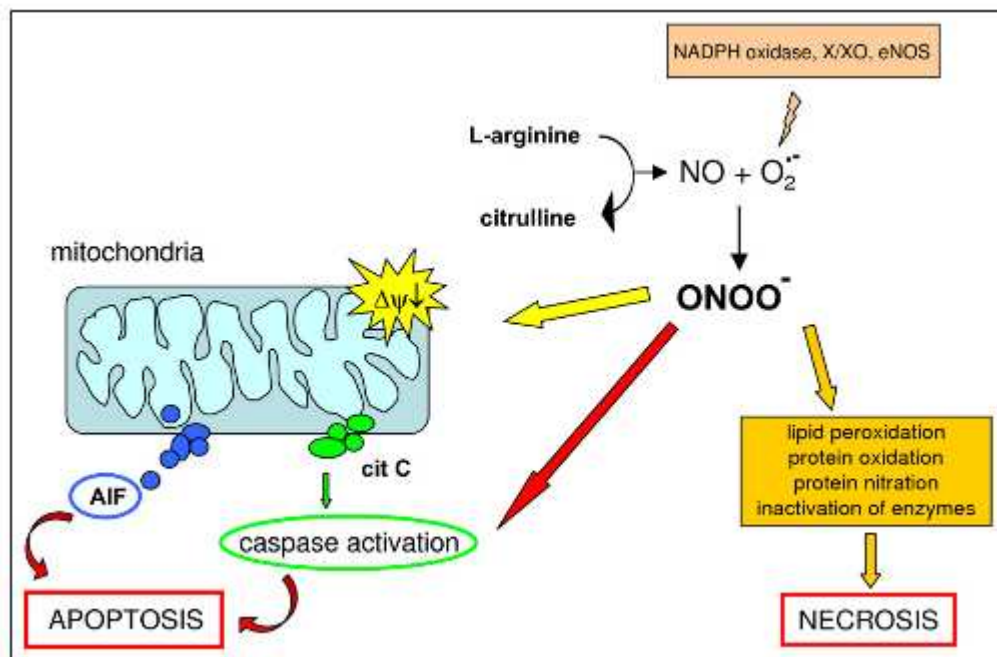 NADPH oxidase, X/XO, eNOS
L-arginine
NO + O₂•⁻
citrulline
mitochondria
Δψ↓
ONOO⁻
lipid peroxidation
protein oxidation
protein nitration
inactivation of enzymes
cit C
AIF
caspase activation
APOPTOSIS
NECROSIS